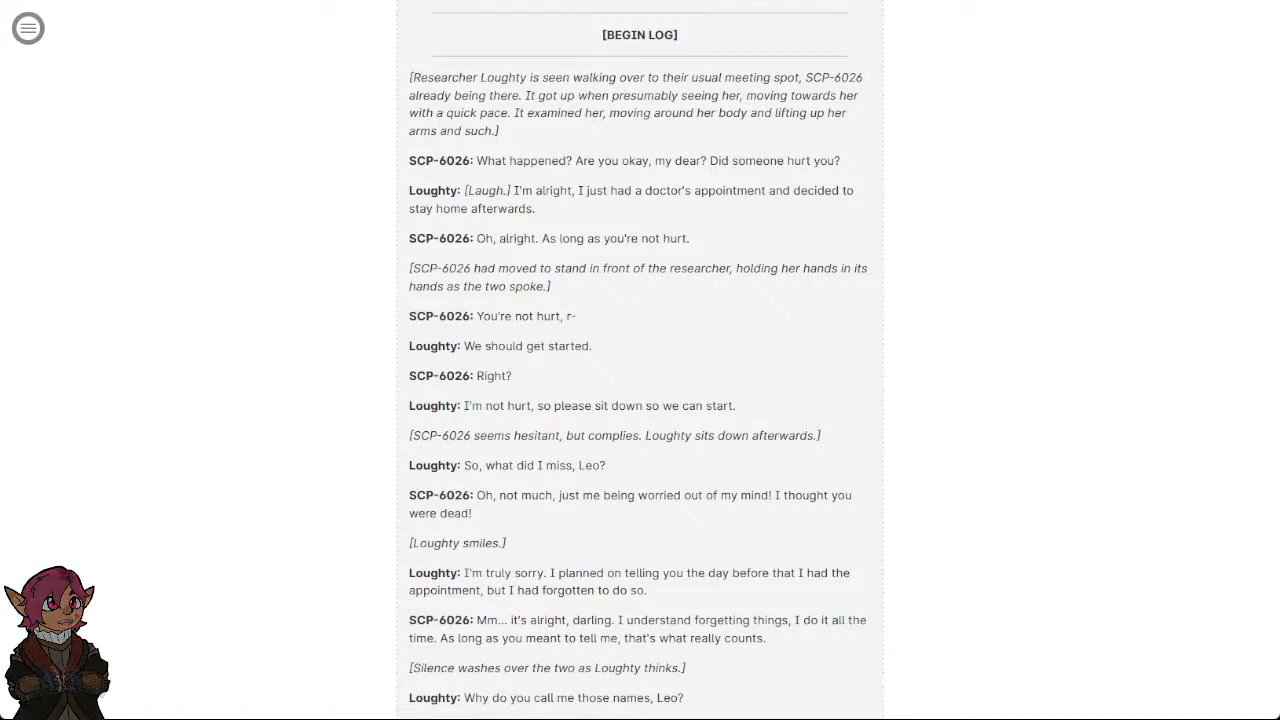 [BEGIN LOG]
[Researcher Loughty is seen walking over to their usual meeting spot, SCP-6026
already being there. It got up when presumably seeing her, moving towards her
with a quick pace. It examined her, moving around her body and lifting up her
arms and such.]
SCP-6026: What happened? Are you okay, my dear? Did someone hurt you?
Loughty: [Laugh.] I'm alright, I just had a doctor's appointment and decided to
stay home afterwards.
SCP-6026: Oh, alright. As long as you're not hurt.
[SCP-6026 had moved to stand in front of the researcher, holding her hands in its
hands as the two spoke.]
SCP-6026: You're not hurt, r-
Loughty: We should get started.
SCP-6026: Right?
Loughty: I'm not hurt, so please sit down so we can start.
[SCP-6026 seems hesitant, but complies. Loughty sits down afterwards.]
Loughty: So, what did I miss, Leo?
SCP-6026: Oh, not much, just me being worried out of my mind! I thought you
were dead!
[Loughty smiles.]
Loughty: I'm truly sorry. I planned on telling you the day before that I had the
appointment, but I had forgotten to do so.
SCP-6026: Hm... it's alright, darling. I understand forgetting things, I do it all the
time. As long as you meant to tell me, that's what really counts.
[Silence washes over the two as Loughty thinks.]
Loughty: Why do you call me those names, Leo?